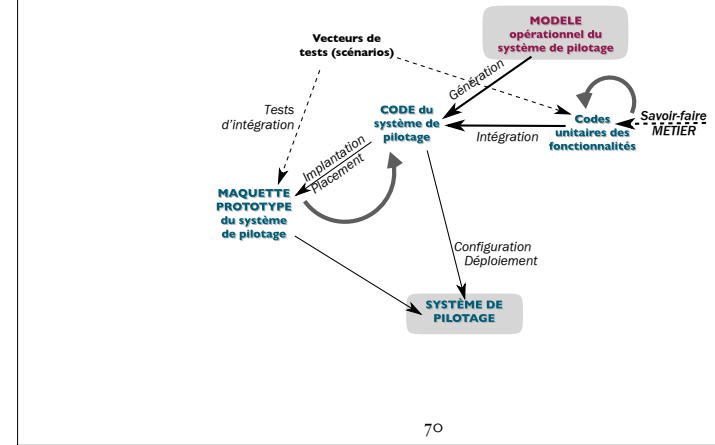 MODELE
opérationnel du
système de pilotage
Vecteurs de
tests (scénarios)
Génération
Tests
d'intégration
CODE du
système de
pilotage
Intégration
Codes
unitaires des
fonctionnalités
Savoir-faire
METIER
Implantation
Placement
MAQUETTE
PROTOTYPE
du système
de pilotage
Configuration
Déploiement
SYSTÈME DE
PILOTAGE
70